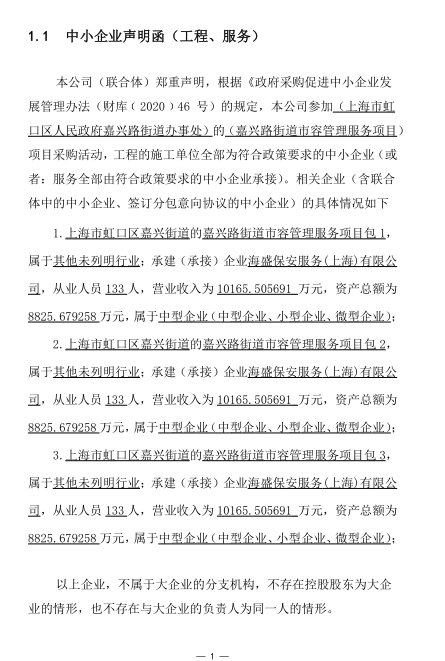 1.1 中小企业声明函（工程、服务）
本公司（联合体）郑重声明，根据《政府采购促进中小企业发
展管理办法（财库﹝2020﹞46 号）的规定，本公司参加（上海市虹
口区人民政府嘉兴路街道办事处）的（嘉兴路街道市容管理服务项目）
项目采购活动，工程的施工单位全部为符合政策要求的中小企业（或
者：服务全部由符合政策要求的中小企业承接）。相关企业（含联合
体中的中小企业、签订分包意向协议的中小企业）的具体情况如下
1.上海市虹口区嘉兴街道的嘉兴路街道市容管理服务项目包 1，
属于其他未列明行业；承建（承接）企业海盛保安服务(上海)有限公
司，从业人员 133 人，营业收入为 10165.505691 万元，资产总额为
8825.679258 万元，属于中型企业（中型企业、小型企业、微型企业）；
2.上海市虹口区嘉兴街道的嘉兴路街道市容管理服务项目包 2，
属于其他未列明行业；承建（承接）企业海盛保安服务(上海)有限公
司，从业人员 133 人，营业收入为 10165.505691 万元，资产总额为
8825.679258 万元，属于中型企业（中型企业、小型企业、微型企业）；
3.上海市虹口区嘉兴街道的嘉兴路街道市容管理服务项目包 3，
属于其他未列明行业；承建（承接）企业海盛保安服务(上海)有限公
司，从业人员 133 人，营业收入为 10165.505691 万元，资产总额为
8825.679258 万元，属于中型企业（中型企业、小型企业、微型企业）；
以上企业，不属于大企业的分支机构，不存在控股股东为大企
业的情形，也不存在与大企业的负责人为同一人的情形。
— 1 —